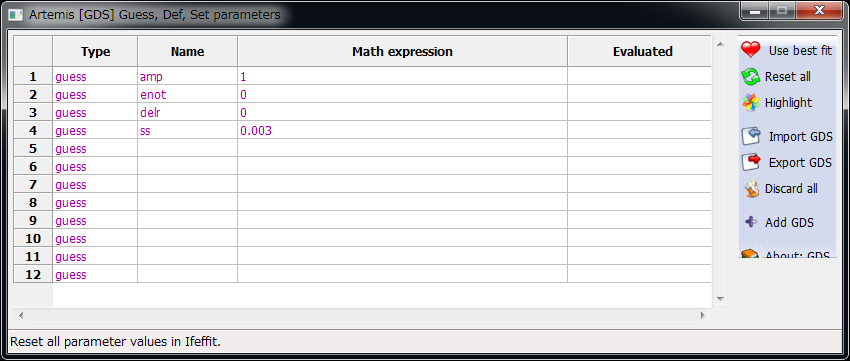 Artemis [GDS] Guess, Def, Set parameters
Type Name Math expression Evaluated
1 guess amp 1
2 guess enot 0
3 guess delr 0
4 guess ss 0.003
5 guess
6 guess
7 guess
8 guess
9 guess
10 guess
11 guess
12 guess
Use best fit
Reset all
Highlight
Import GDS
Export GDS
Discard all
Add GDS
About: GDS
Reset all parameter values in Ifeffit.